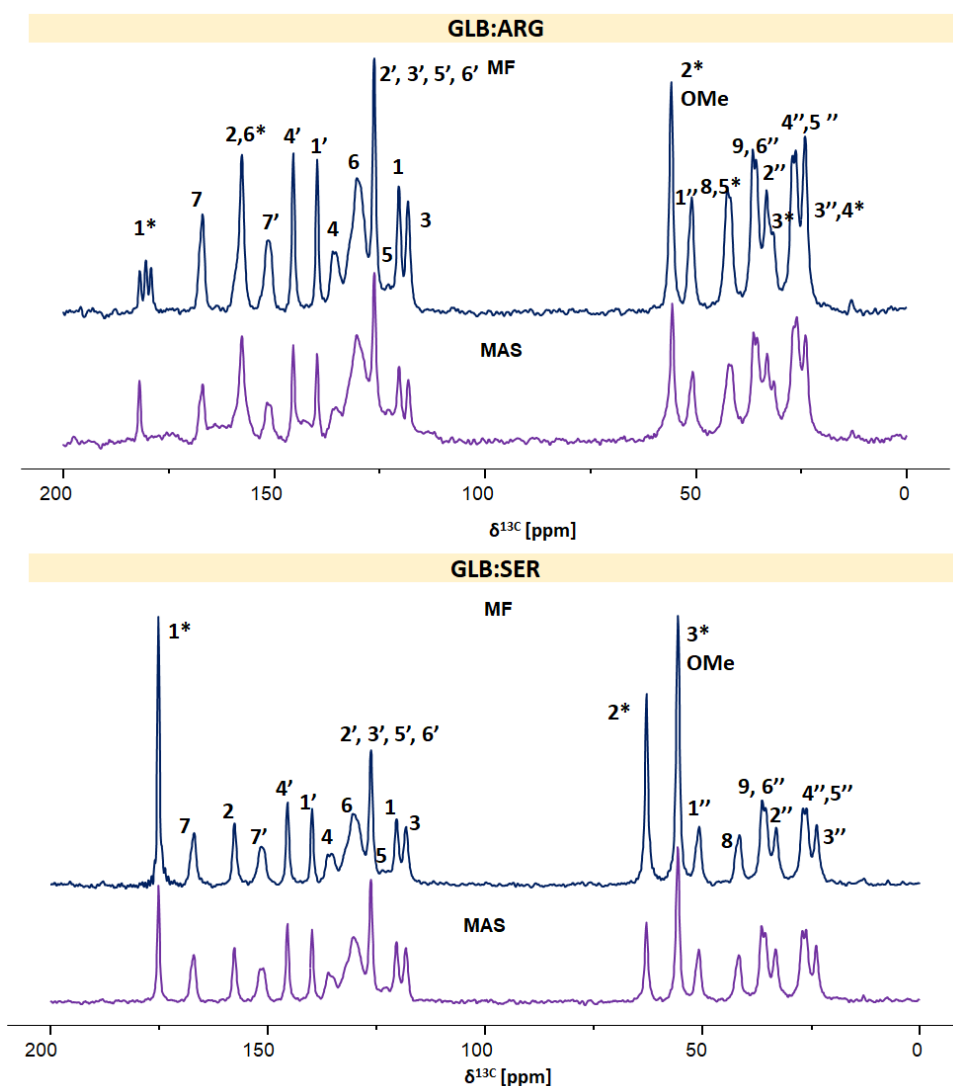 GLB:ARG
MF
2', 3', 5', 6'
2*
OMe
2,6*
4'
1'
6
1
9, 6''
4'',5 ''
2''
7
1*
7'
4
5
3
1''
8,5*
3*
3'',4*
MAS
200 150 100 50 0
δ13C [ppm]
GLB:SER
MF
1*
3*
OMe
2*
2', 3', 5', 6'
4'
1'
6
1
9, 6''
4'',5''
7
2
7'
4
5
3
1''
8
2''
3''
MAS
200 150 100 50 0
δ13C [ppm]